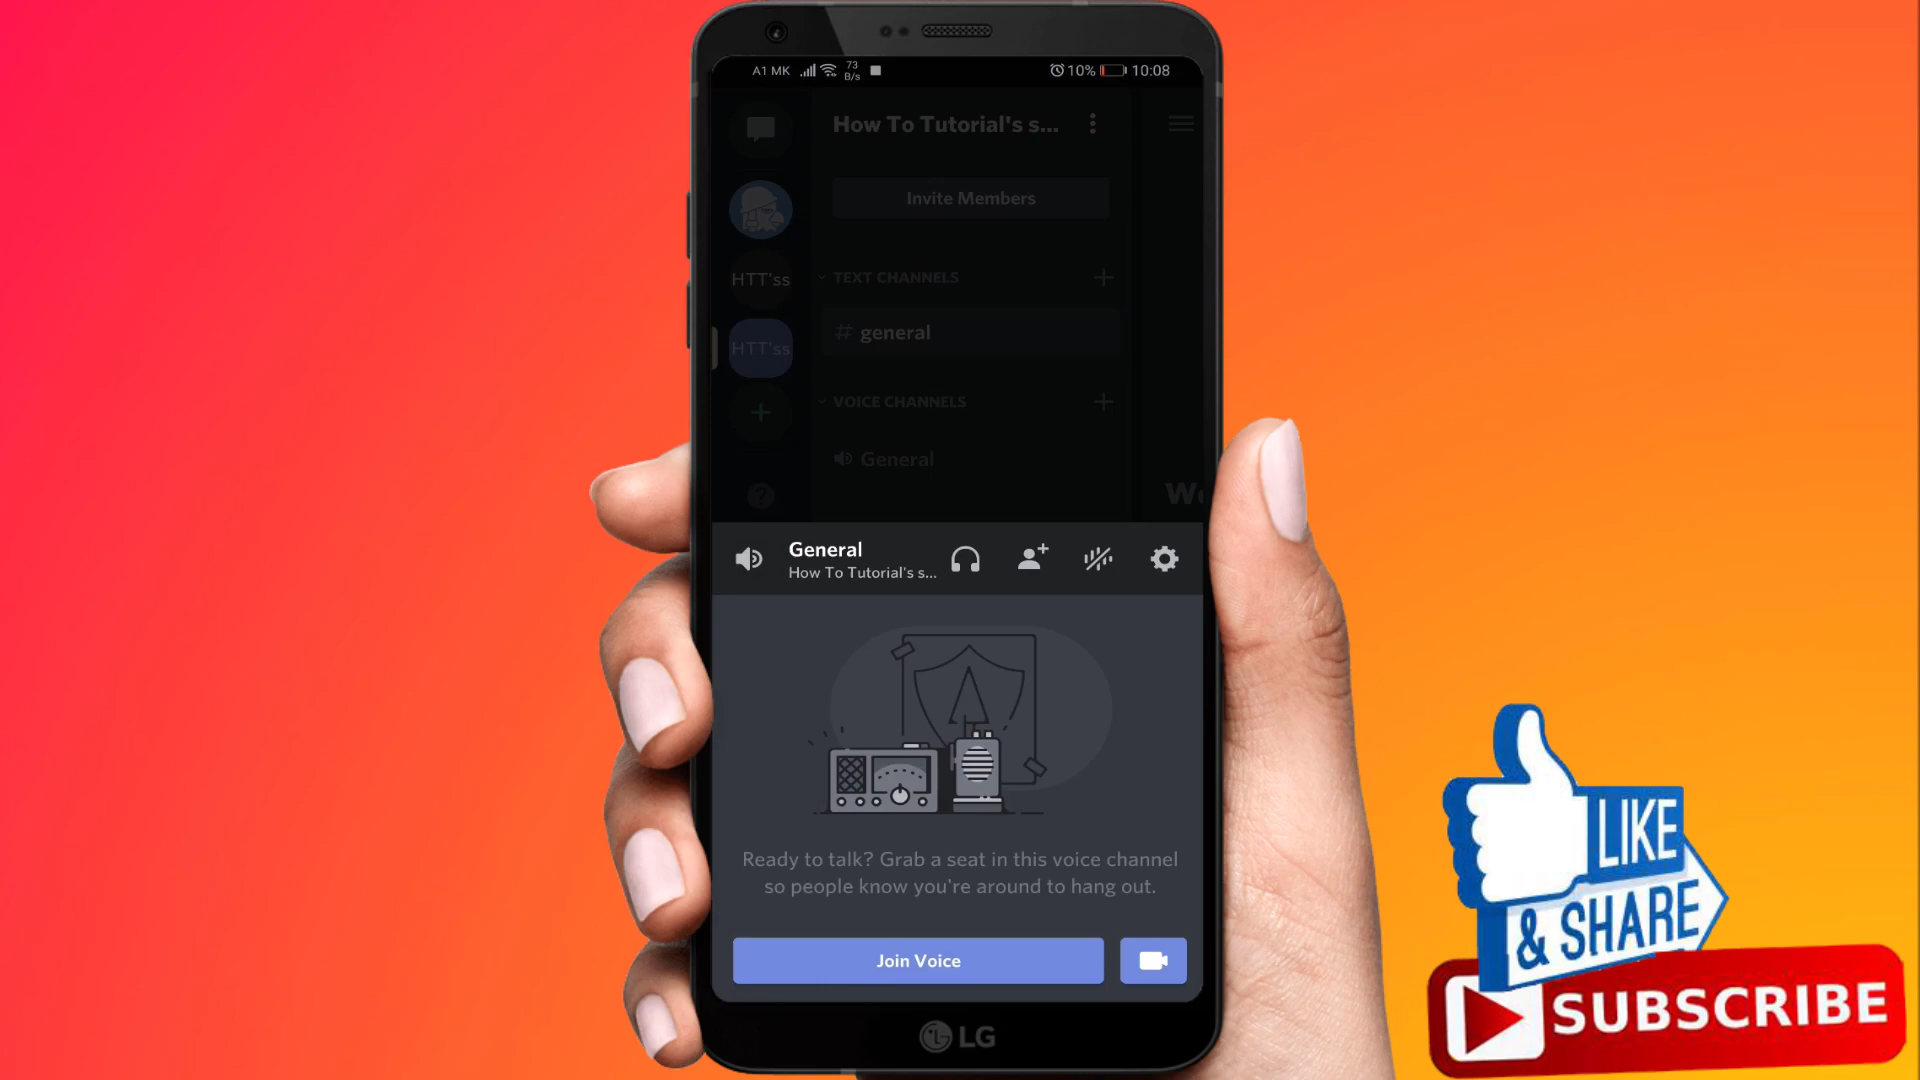 A1 MK 73 B/s 10% 10:08
How To Tutorial's s...
Invite Members
HTT'ss
TEXT CHANNELS
# general
HTT'ss
VOICE CHANNELS
General
We
General
How To Tutorial's s...
Ready to talk? Grab a seat in this voice channel
so people know you're around to hang out.
Join Voice
LG
LIKE
& SHARE
SUBSCRIBE